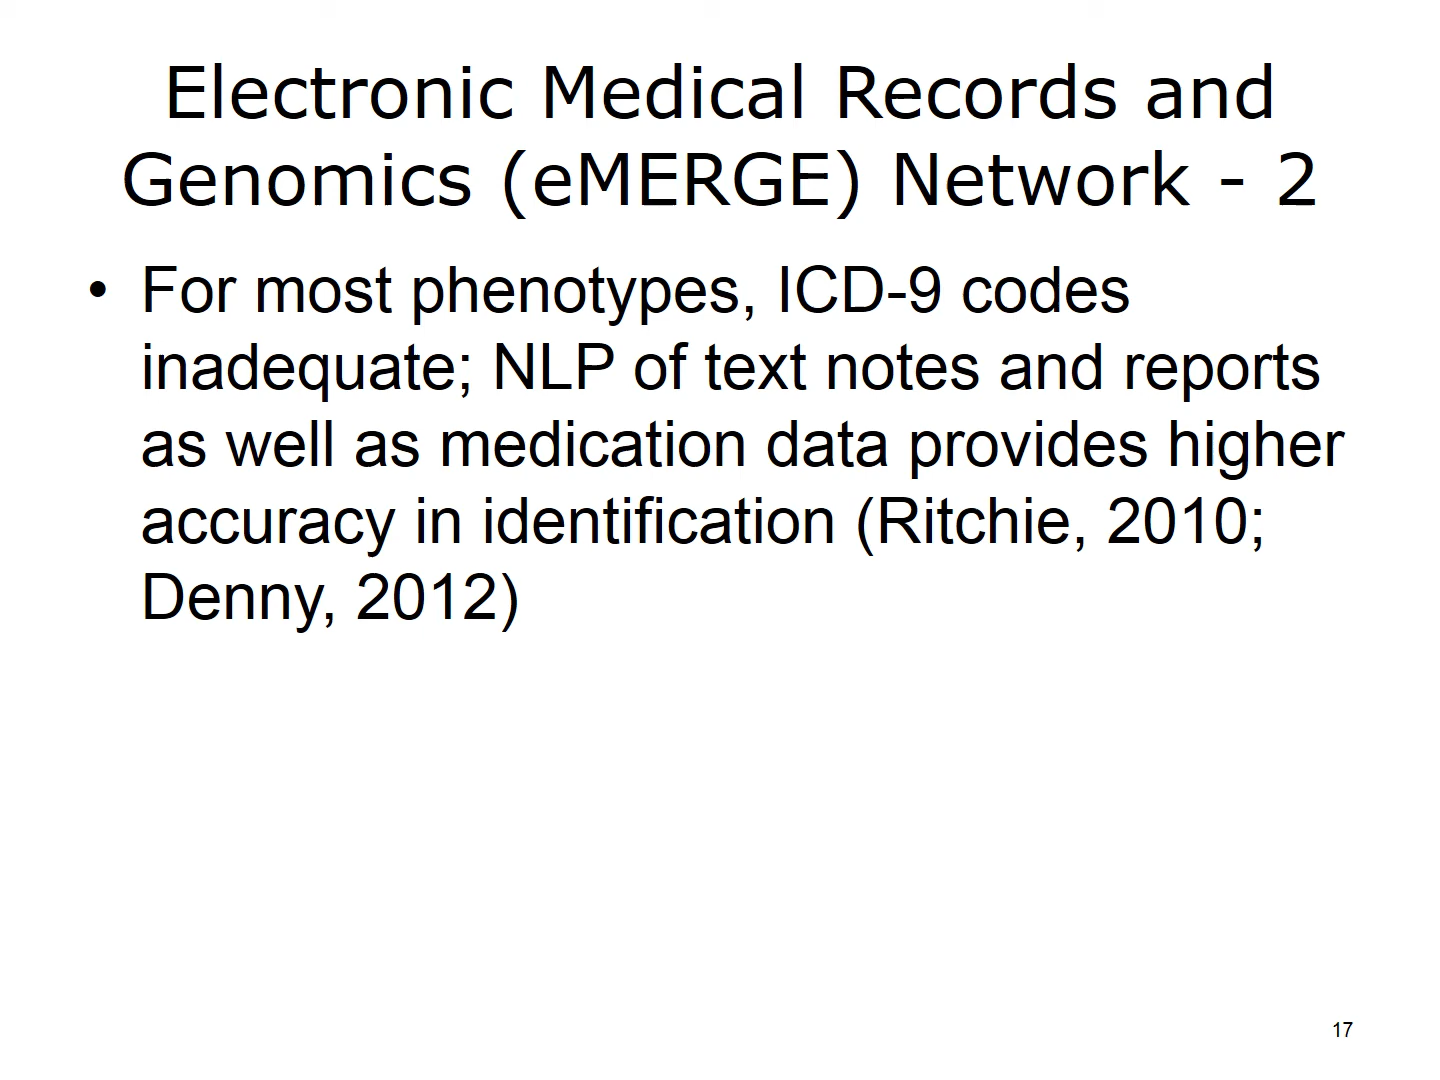 Electronic Medical Records and
Genomics (eMERGE) Network - 2
• For most phenotypes, ICD-9 codes
inadequate; NLP of text notes and reports
as well as medication data provides higher
accuracy in identification (Ritchie, 2010;
Denny, 2012)
17